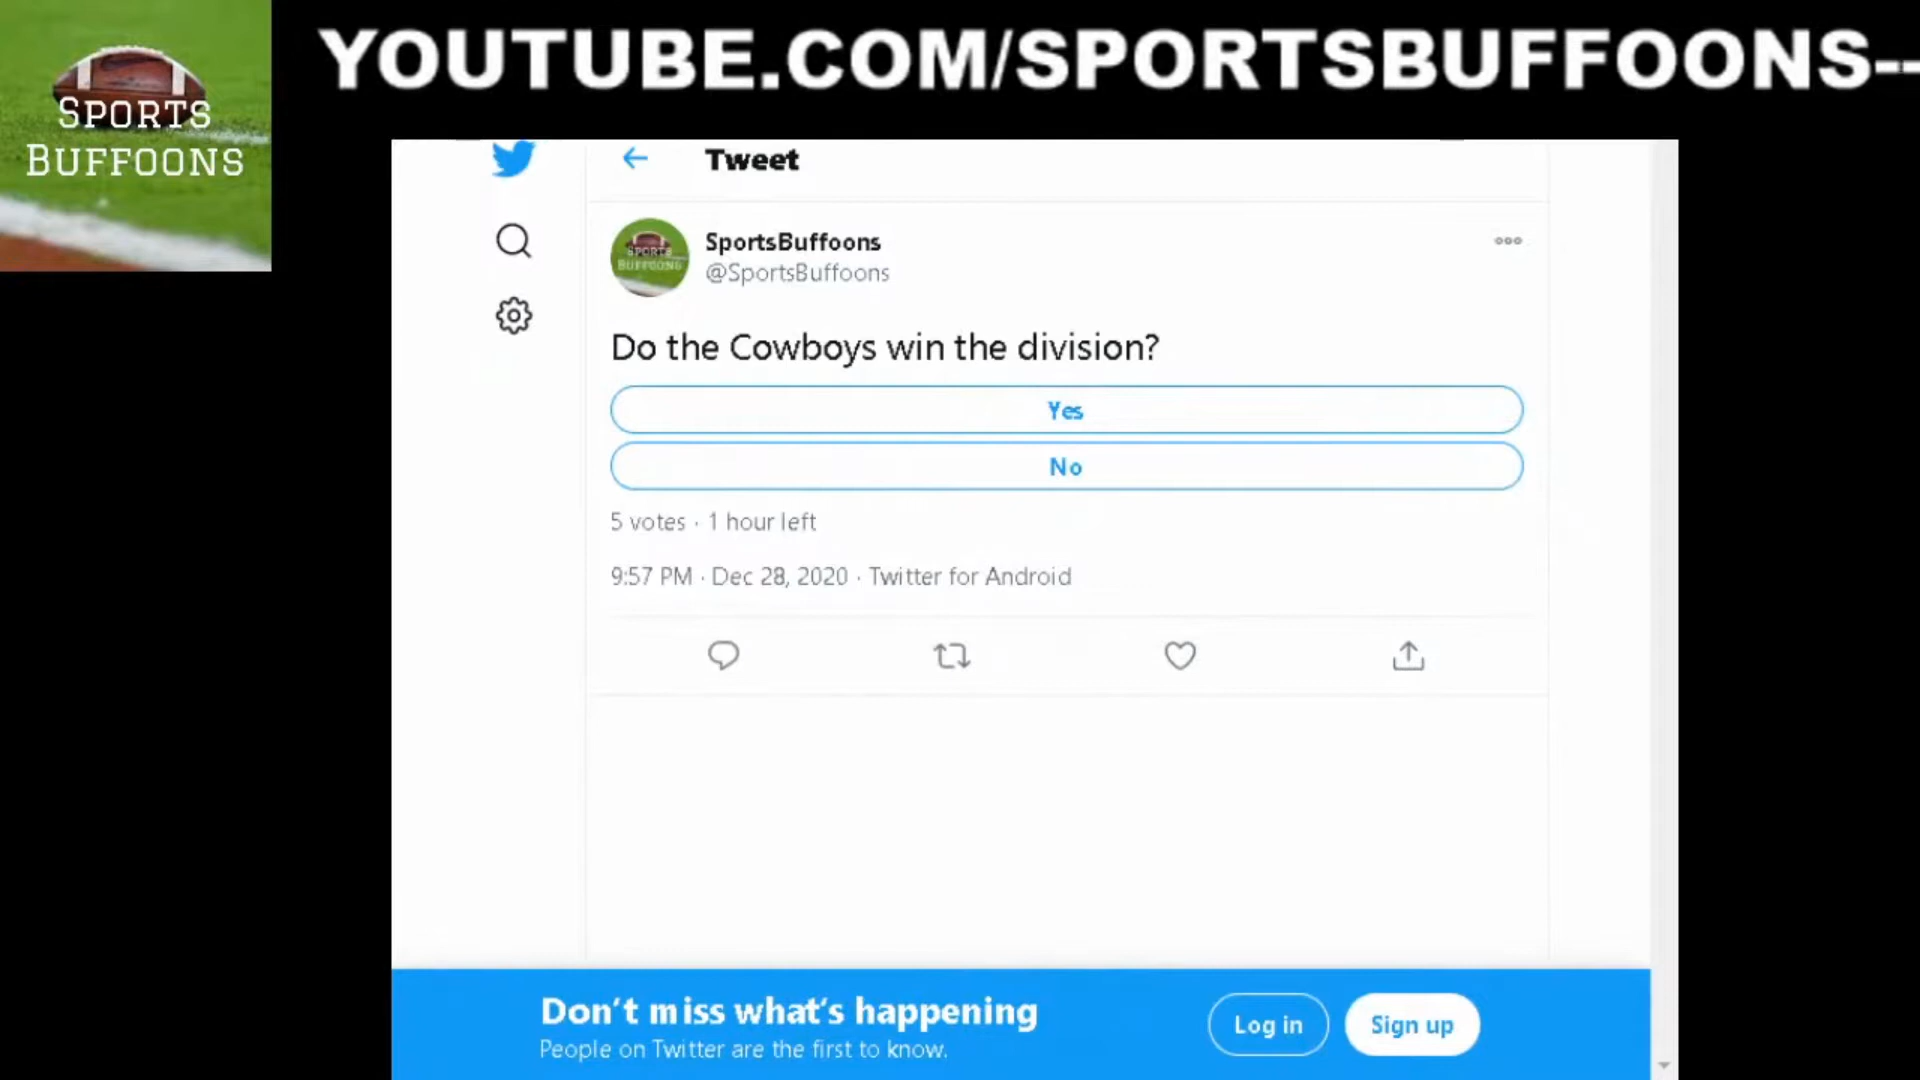 SPORTS
BUFFOONS
YOUTUBE.COM/SPORTSBUFFOONS--
Tweet
SPORTS
BUFFOONS
SportsBuffoons
@SportsBuffoons
Do the Cowboys win the division?
Yes
No
5 votes · 1 hour left
9:57 PM · Dec 28, 2020 · Twitter for Android
Don't miss what's happening
People on Twitter are the first to know.
Log in
Sign up